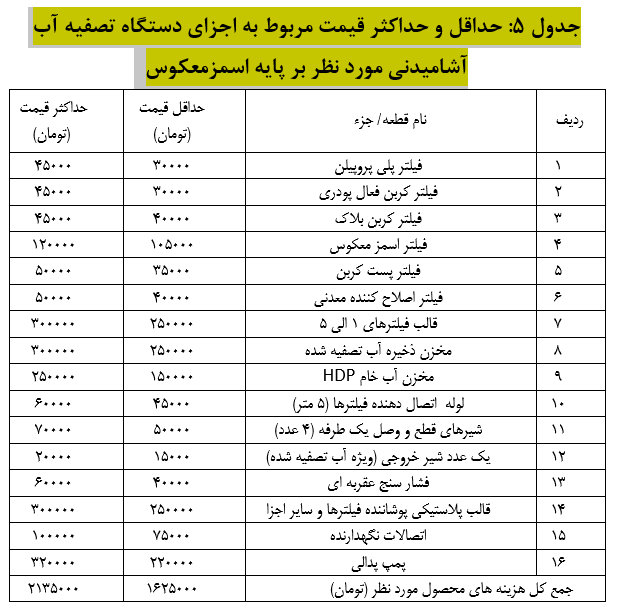 جدول ۵: حداقل و حداکثر قیمت مربوط به اجزای دستگاه تصفیه آب
آشامیدنی مورد نظر بر پایه اسمزمعکوس
ردیف نام قطعه/ جزء حداقل قیمت (تومان) حداکثر قیمت (تومان)
۱ فیلتر پلی پروپیلن ۳۰۰۰۰ ۴۵۰۰۰
۲ فیلتر کربن فعال پودری ۳۰۰۰۰ ۴۵۰۰۰
۳ فیلتر کربن بلاک ۴۰۰۰۰ ۴۵۰۰۰
۴ فیلتر اسمز معکوس ۱۰۵۰۰۰ ۱۲۰۰۰۰
۵ فیلتر پست کربن ۳۵۰۰۰ ۵۰۰۰۰
۶ فیلتر اصلاح کننده معدنی ۴۰۰۰۰ ۵۰۰۰۰
۷ قالب فیلترهای ۱ الی ۵ ۲۵۰۰۰۰ ۳۰۰۰۰۰
۸ مخزن ذخیره آب تصفیه شده ۲۵۰۰۰۰ ۳۰۰۰۰۰
۹ مخزن آب خام HDP ۱۵۰۰۰۰ ۲۵۰۰۰۰
۱۰ لوله اتصال دهنده فیلترها (۵ متر) ۴۵۰۰۰ ۶۰۰۰۰
۱۱ شیرهای قطع و وصل یک طرفه (۴ عدد) ۵۰۰۰۰ ۷۰۰۰۰
۱۲ یک عدد شیر خروجی (ویژه آب تصفیه شده) ۱۵۰۰۰ ۲۰۰۰۰
۱۳ فشار سنج عقربه ای ۴۰۰۰۰ ۶۰۰۰۰
۱۴ قالب پلاستیکی پوشاننده فیلترها و سایر اجزا ۲۵۰۰۰۰ ۳۰۰۰۰۰
۱۵ اتصالات نگهدارنده ۷۵۰۰۰ ۱۰۰۰۰۰
۱۶ پمپ پدالی ۲۲۰۰۰۰ ۳۲۰۰۰۰
جمع کل هزینه های محصول مورد نظر (تومان) ۱۶۲۵۰۰۰ ۲۱۳۵۰۰۰